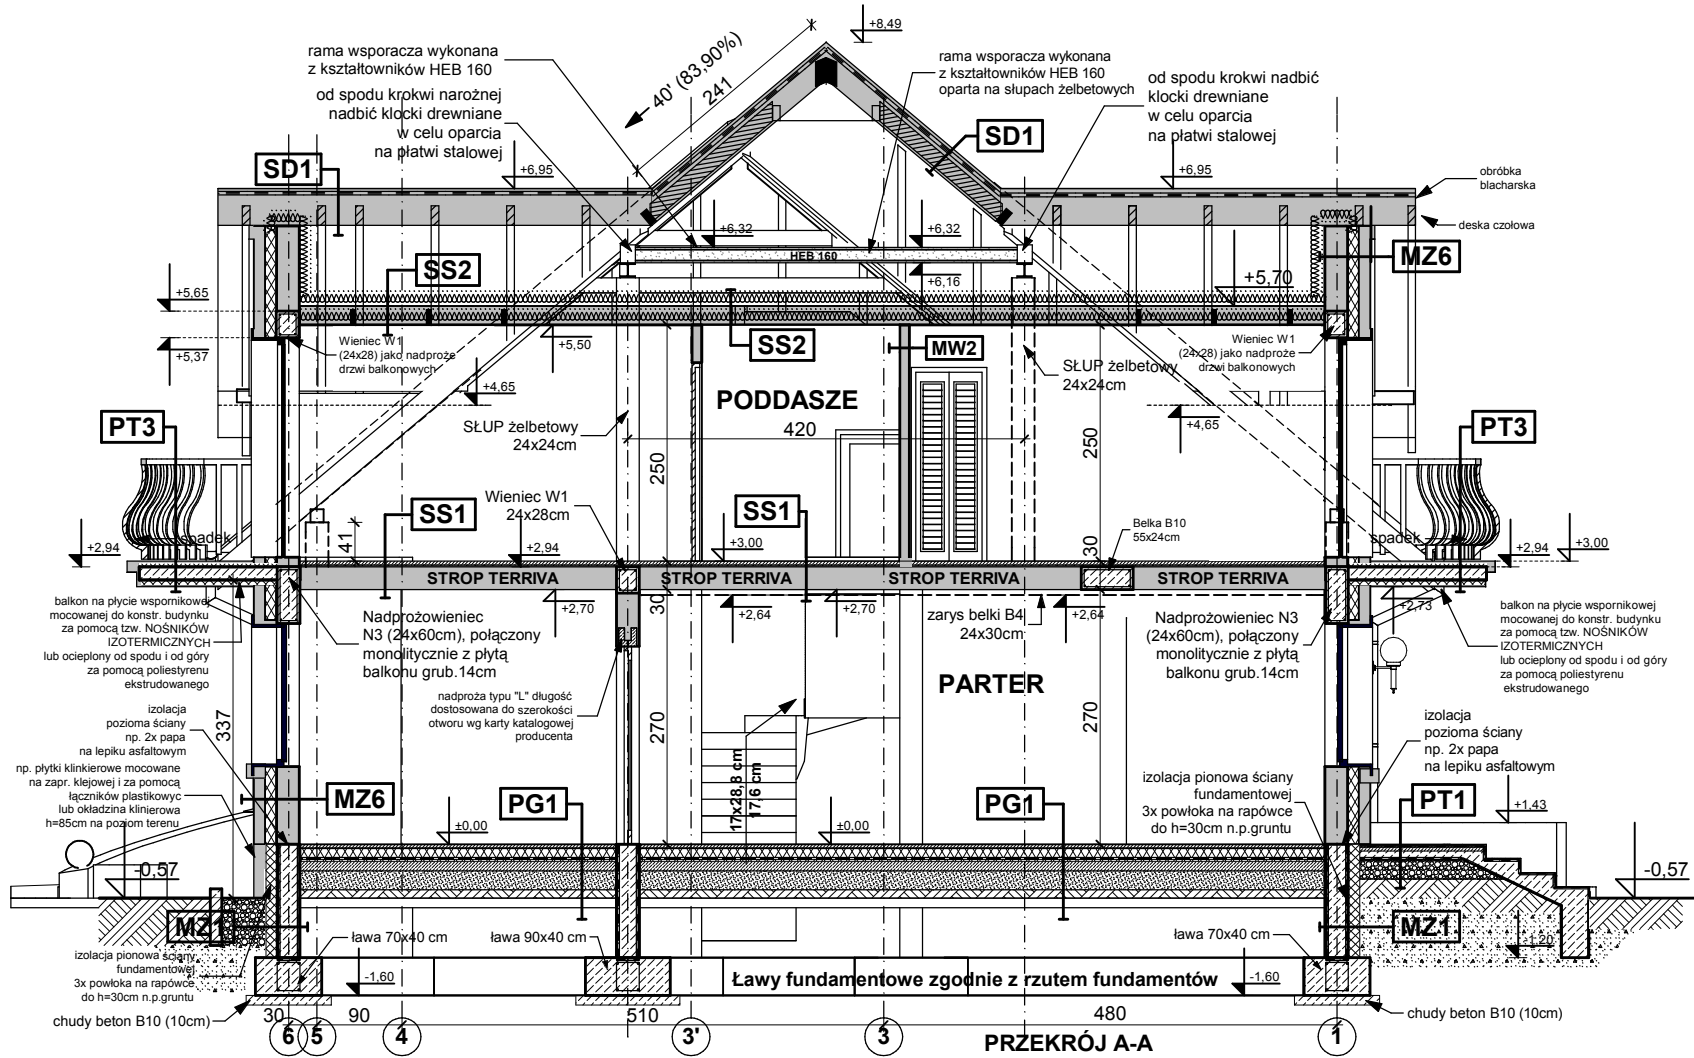 +8,49
rama wsporacza wykonana
z kształtowników HEB 160
40' (83,90%)
241
rama wsporacza wykonana
z kształtowników HEB 160
oparta na słupach żelbetowych
od spodu krokwi nadbić
klocki drewniane
w celu oparcia
na płatwi stalowej
od spodu krokwi narożnej
nadbić klocki drewniane
w celu oparcia
na płatwi stalowej
SD1
SD1
+6,95
+6,95
obróbka
blacharska
deska czołowa
+6,32
+6,32
HEB 160
+6,16
SS2
MZ6
+5,70
+5,65
+5,37
Wieniec W1
(24x28) jako nadproże
drzwi balkonowych
+5,50
SS2
MW2
Wieniec W1
(24x28) jako nadproże
drzwi balkonowych
SŁUP żelbetowy
24x24cm
+4,65
PODDASZE
420
+4,65
PT3
SŁUP żelbetowy
24x24cm
PT3
250
250
Wieniec W1
24x28cm
SS1
SS1
Belka B10
55x24cm
41
spadek
spadek
+2,94
+2,94
+3,00
30
+2,94
+3,00
STROP TERRIVA
STROP TERRIVA
STROP TERRIVA
STROP TERRIVA
+2,70
30
+2,64
+2,70
zarys belki B4
24x30cm
+2,64
+2,73
balkon na płycie wspornikowej
mocowanej do konstr. budynku
za pomocą tzw. NOŚNIKÓW
IZOTERMICZNYCH
lub ocieplony od spodu i od góry
za pomocą poliestyrenu
ekstrudowanego
Nadprożowieniec
N3 (24x60cm), połączony
monolitycznie z płytą
balkonu grub.14cm
Nadprożowieniec N3
(24x60cm), połączony
monolitycznie z płytą
balkonu grub.14cm
balkon na płycie wspornikowej
mocowanej do konstr. budynku
za pomocą tzw. NOŚNIKÓW
IZOTERMICZNYCH
lub ocieplony od spodu i od góry
za pomocą poliestyrenu
ekstrudowanego
nadproża typu "L" długość
dostosowana do szerokości
otworu wg karty katalogowej
producenta
PARTER
337
270
270
izolacja
pozioma ściany
np. 2x papa
na lepiku asfaltowym
izolacja
pozioma ściany
np. 2x papa
na lepiku asfaltowym
np. płytki klinkierowe mocowane
na zapr. klejowej i za pomocą
łączników plastikowyc
lub okładzina klinierowa
h=85cm na poziom terenu
MZ6
PG1
17x28,8 cm
17,6 cm
PG1
izolacja pionowa ściany
fundamentowej
3x powłoka na rapówce
do h=30cm n.p.gruntu
PT1
+1,43
±0,00
±0,00
-0,57
-0,57
MZ1
MZ1
-1,20
ława 70x40 cm
ława 90x40 cm
ława 70x40 cm
izolacja pionowa ściany
fundamentowej
3x powłoka na rapówce
do h=30cm n.p.gruntu
-1,60
Ławy fundamentowe zgodnie z rzutem fundamentów
-1,60
chudy beton B10 (10cm)
chudy beton B10 (10cm)
30
90
510
480
6
5
4
3'
3
1
PRZEKRÓJ A-A